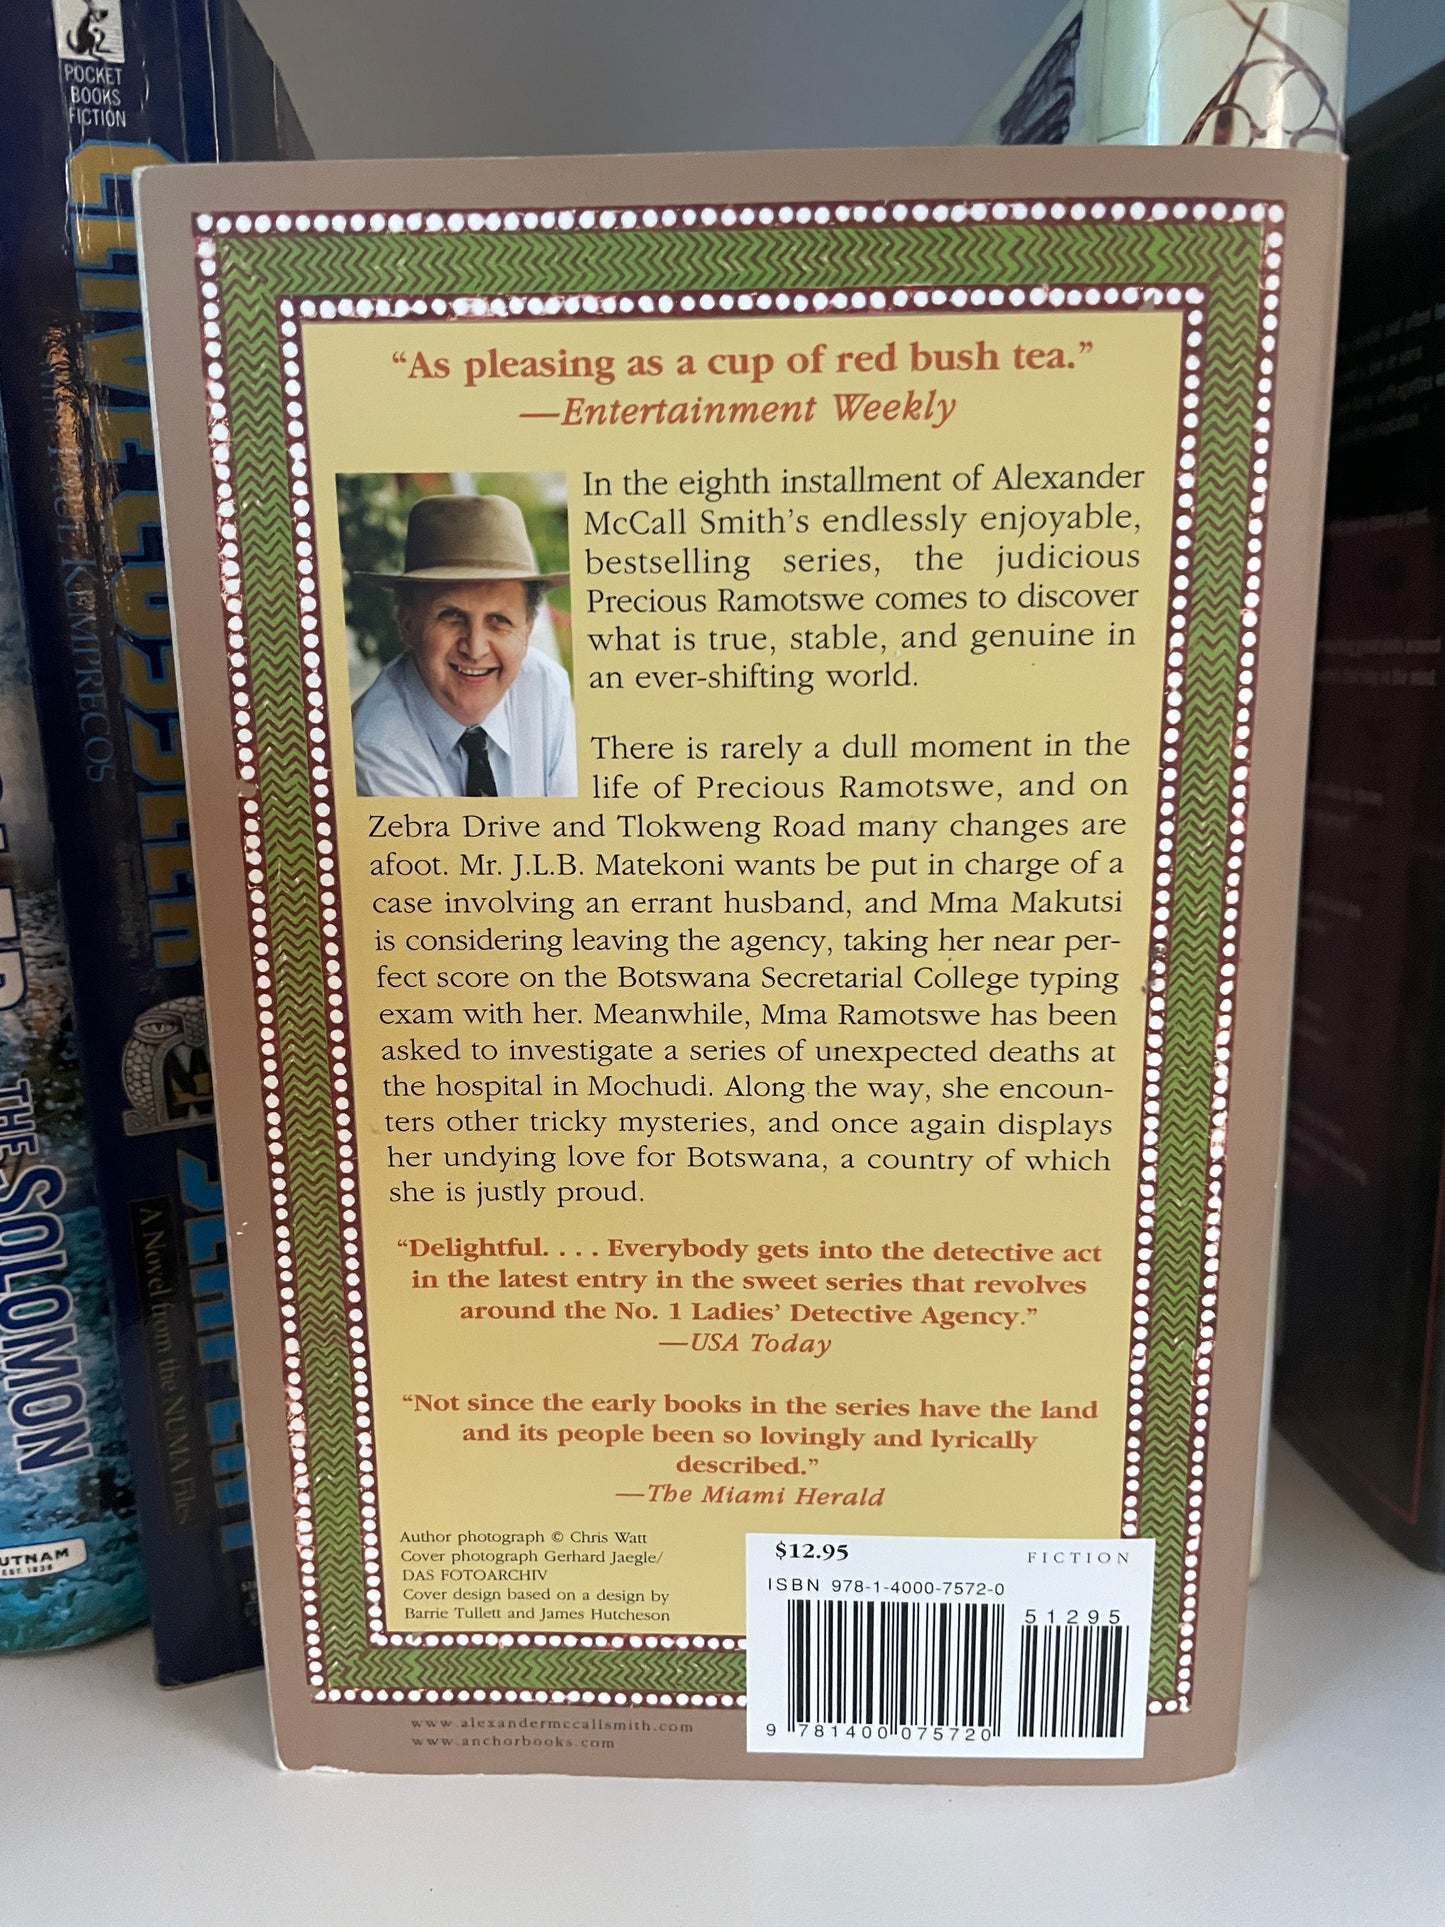 POCKET
BOOKS
FICTION
CLIVE CUSSLER
PAUL KEMPRECOS
A Novel from the NUMA Files
THE SOLOMON
UTNAM
EST. 1838
“As pleasing as a cup of red bush tea.”
—Entertainment Weekly
In the eighth installment of Alexander
McCall Smith’s endlessly enjoyable,
bestselling series, the judicious
Precious Ramotswe comes to discover
what is true, stable, and genuine in
an ever-shifting world.
There is rarely a dull moment in the
life of Precious Ramotswe, and on
Zebra Drive and Tlokweng Road many changes are
afoot. Mr. J.L.B. Matekoni wants be put in charge of a
case involving an errant husband, and Mma Makutsi
is considering leaving the agency, taking her near per-
fect score on the Botswana Secretarial College typing
exam with her. Meanwhile, Mma Ramotswe has been
asked to investigate a series of unexpected deaths at
the hospital in Mochudi. Along the way, she encoun-
ters other tricky mysteries, and once again displays
her undying love for Botswana, a country of which
she is justly proud.
“Delightful. . . . Everybody gets into the detective act
in the latest entry in the sweet series that revolves
around the No. 1 Ladies’ Detective Agency.”
—USA Today
“Not since the early books in the series have the land
and its people been so lovingly and lyrically
described.”
—The Miami Herald
Author photograph © Chris Watt
Cover photograph Gerhard Jaegle/
DAS FOTOARCHIV
Cover design based on a design by
Barrie Tullett and James Hutcheson
$12.95 FICTION
ISBN 978-1-4000-7572-0
51295
9 781400 075720
www.alexandermccallsmith.com
www.anchorbooks.com